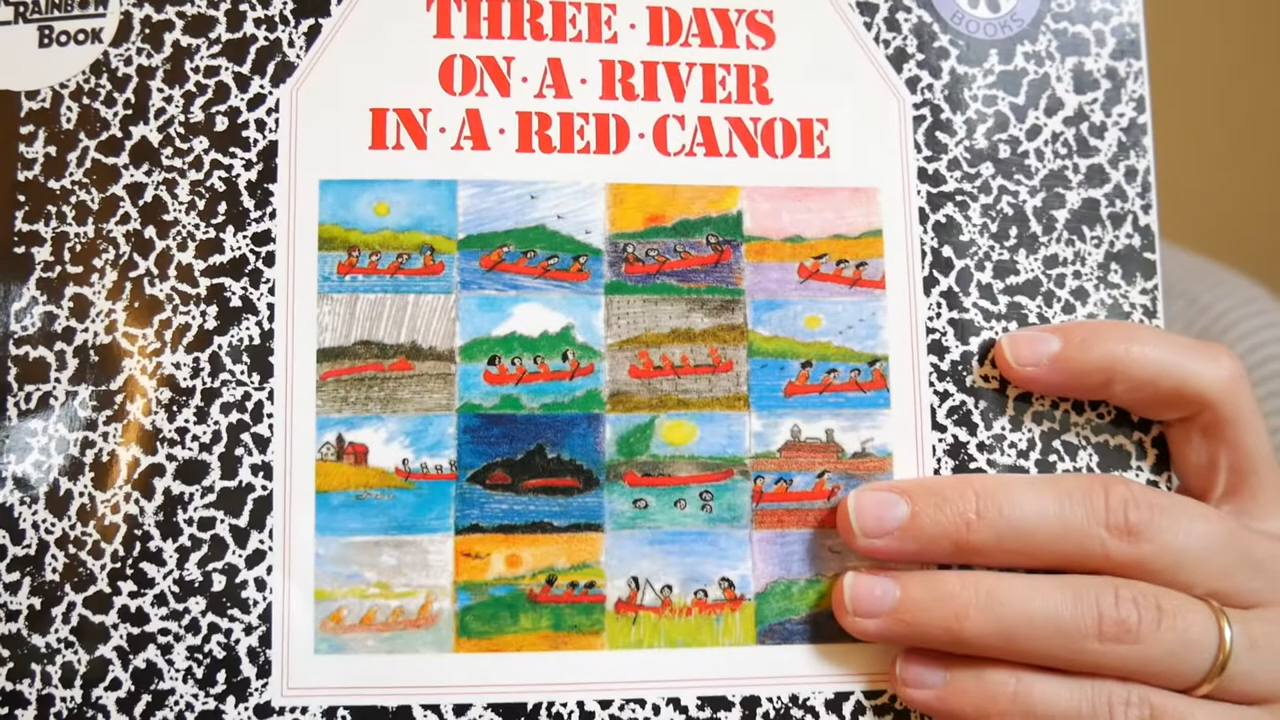 RAINBOW
BOOK
BOOKS
THREE·DAYS
ON·A·RIVER
IN·A·RED·CANOE